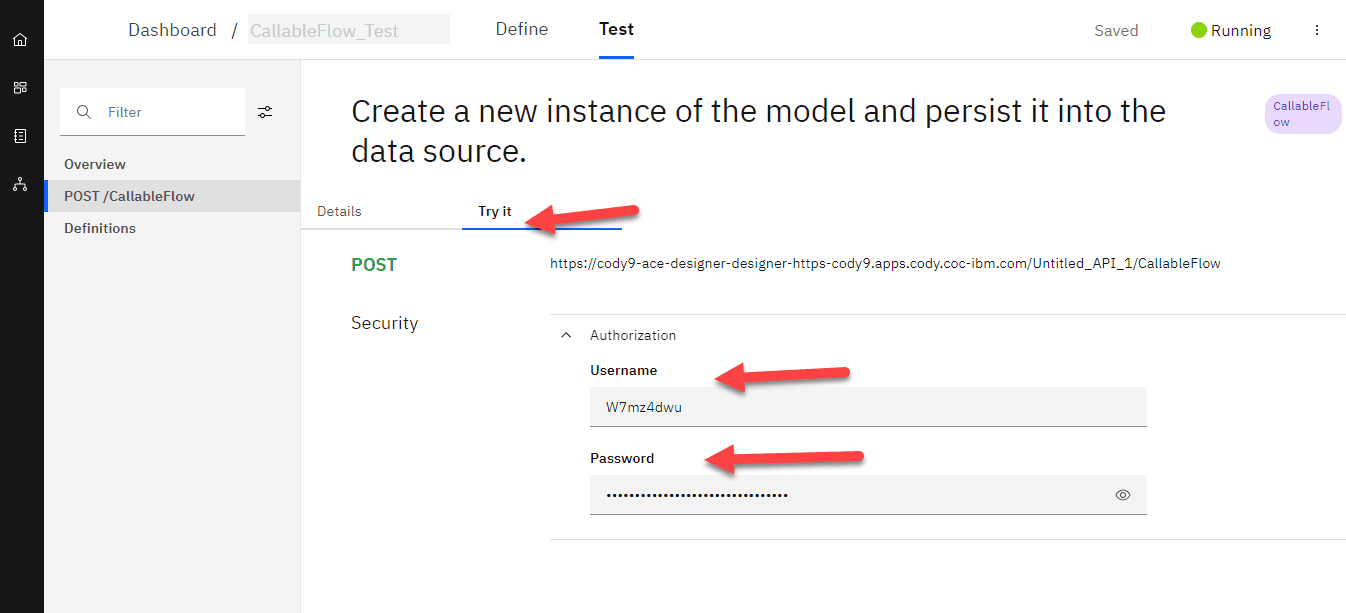 Dashboard / CallableFlow_Test Define Test Saved Running
Filter
Overview
POST /CallableFlow
Definitions
Create a new instance of the model and persist it into the
data source.
CallableFl
ow
Details Try it
POST https://cody9-ace-designer-designer-https-cody9.apps.cody.coc-ibm.com/Untitled_API_1/CallableFlow
Security
Authorization
Username
W7mz4dwu
Password
••••••••••••••••••••••••••••••••